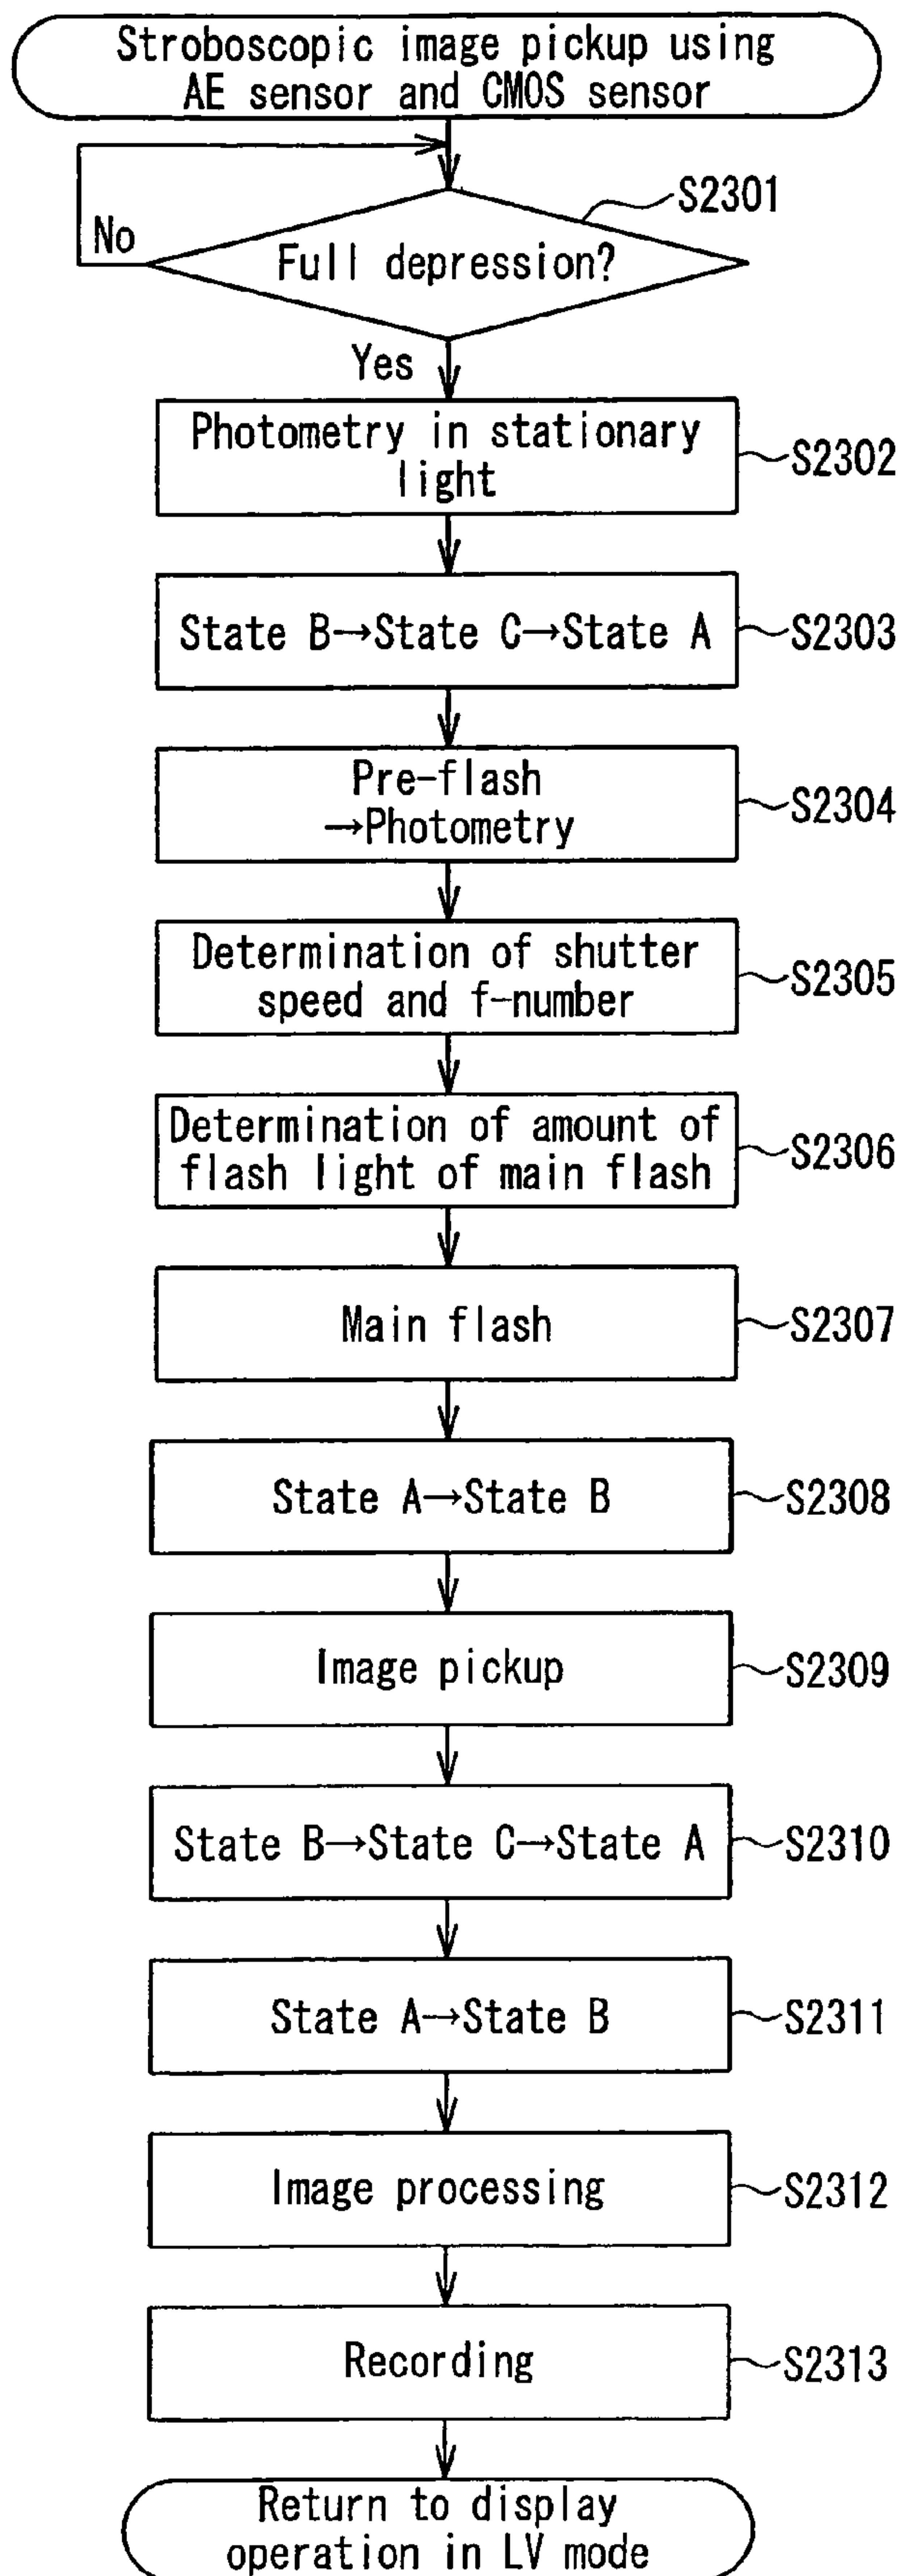 Stroboscopic image pickup using
AE sensor and CMOS sensor
S2301
No
Full depression?
Yes
Photometry in stationary
light
S2302
State B→State C→State A
S2303
Pre-flash
→Photometry
S2304
Determination of shutter
speed and f-number
S2305
Determination of amount of
flash light of main flash
S2306
Main flash
S2307
State A→State B
S2308
Image pickup
S2309
State B→State C→State A
S2310
State A→State B
S2311
Image processing
S2312
Recording
S2313
Return to display
operation in LV mode